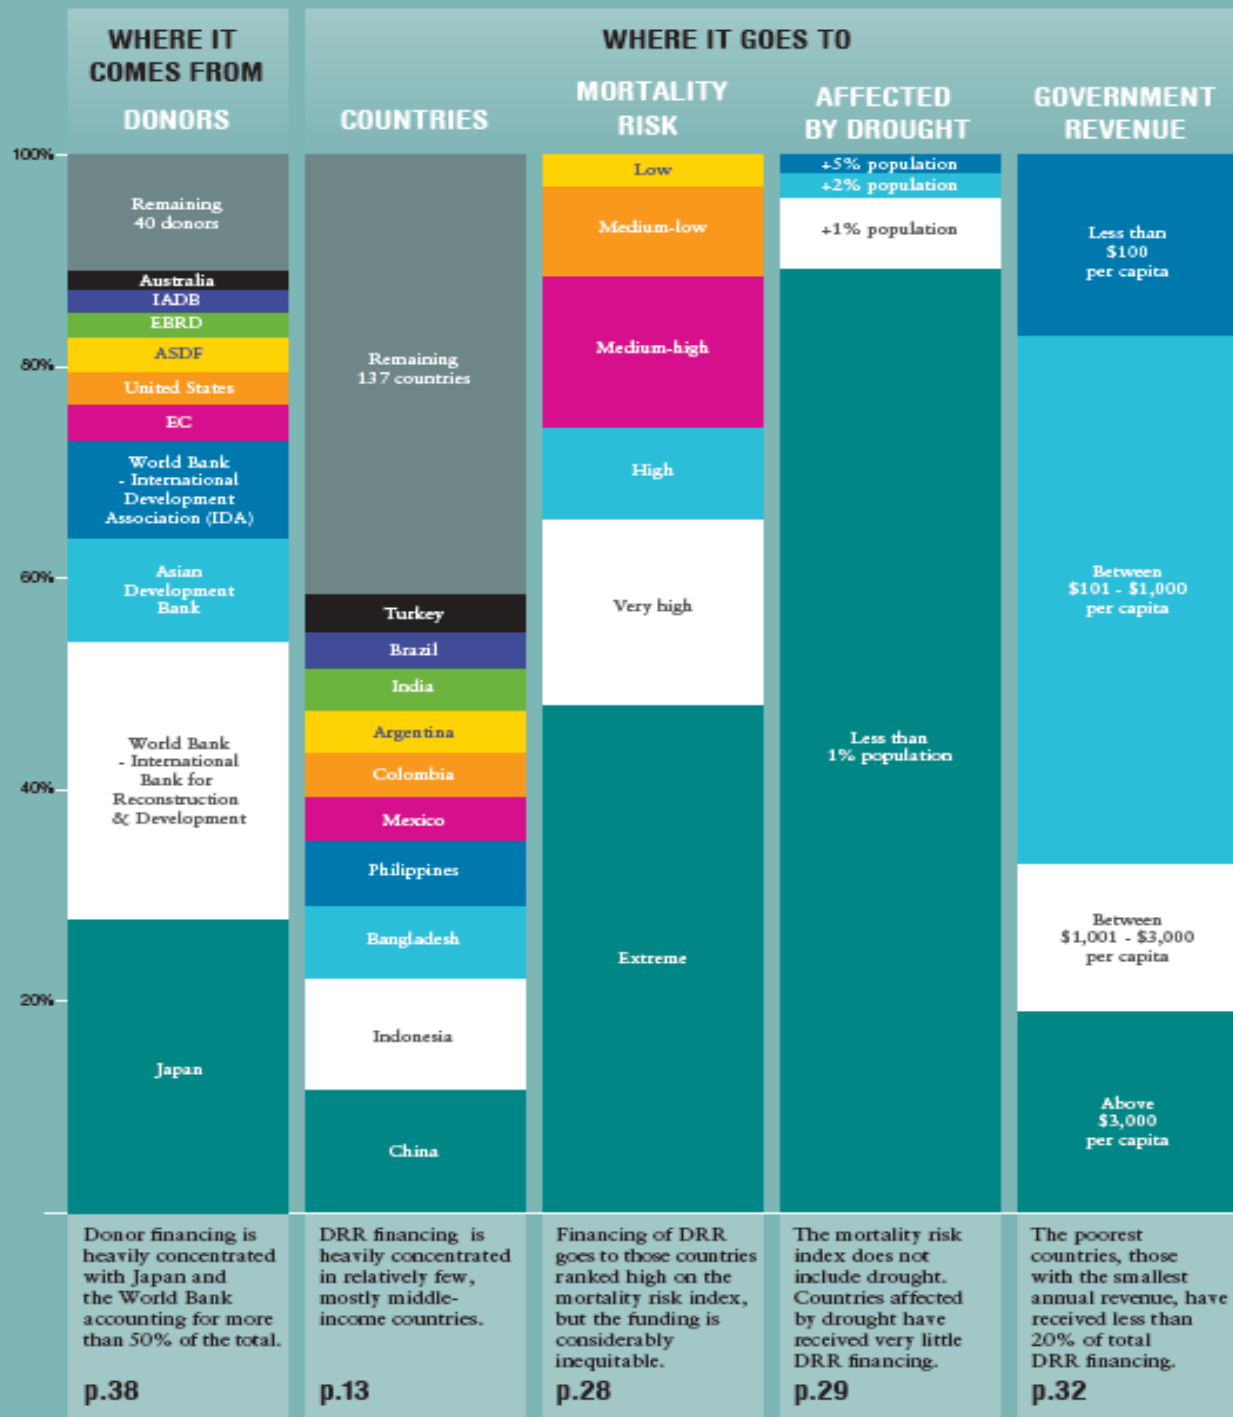 WHERE IT
COMES FROM
DONORS
WHERE IT GOES TO
COUNTRIES
MORTALITY
RISK
AFFECTED
BY DROUGHT
GOVERNMENT
REVENUE
100%
80%
60%
40%
20%
Remaining
40 donors
Australia
IADB
EBRD
ASDF
United States
EC
World Bank
- International
Development
Association (IDA)
Asian
Development
Bank
World Bank
- International
Bank for
Reconstruction
& Development
Japan
Remaining
137 countries
Turkey
Brazil
India
Argentina
Colombia
Mexico
Philippines
Bangladesh
Indonesia
China
Low
Medium-low
Medium-high
High
Very high
Extreme
+5% population
+2% population
+1% population
Less than
1% population
Less than
$100
per capita
Between
$101 - $1,000
per capita
Between
$1,001 - $3,000
per capita
Above
$3,000
per capita
Donor financing is
heavily concentrated
with Japan and
the World Bank
accounting for more
than 50% of the total.
p.38
DRR financing is
heavily concentrated
in relatively few,
mostly middle-
income countries.
p.13
Financing of DRR
goes to those countries
ranked high on the
mortality risk index,
but the funding is
considerably
inequitable.
p.28
The mortality risk
index does not
include drought.
Countries affected
by drought have
received very little
DRR financing.
p.29
The poorest
countries, those
with the smallest
annual revenue, have
received less than
20% of total
DRR financing.
p.32